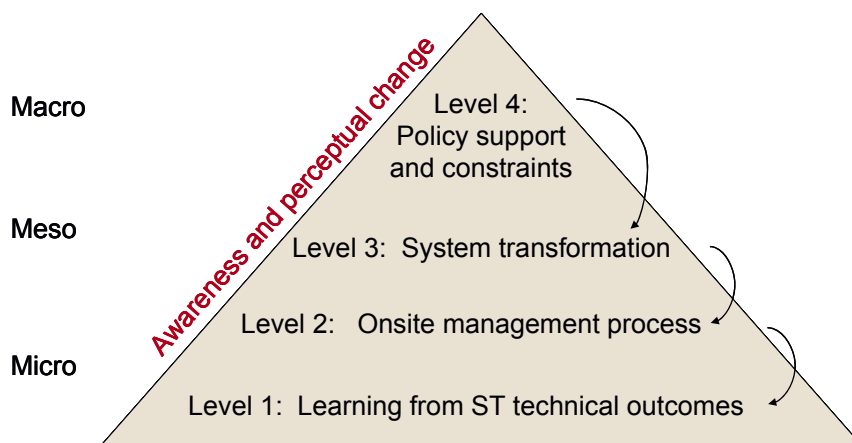 Awareness and perceptual change
Macro
Level 4:
Policy support
and constraints
Meso
Level 3:  System transformation
Level 2:   Onsite management process
Micro
Level 1:  Learning from ST technical outcomes